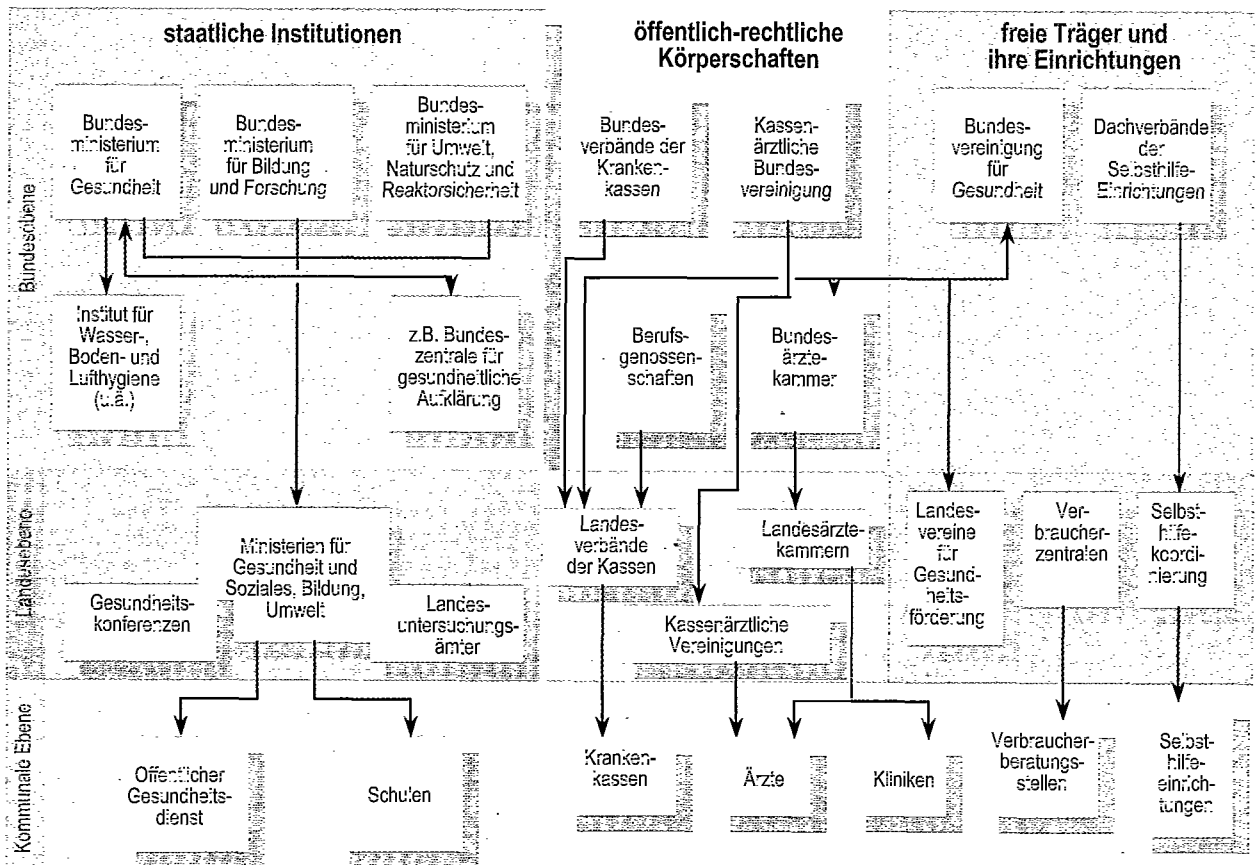 staatliche Institutionen
öffentlich-rechtliche
Körperschaften
freie Träger und
ihre Einrichtungen
Bundesebene
Bundes-
ministerium
für
Gesundheit
Bundes-
ministerium
für Bildung
und Forschung
Bundes-
ministerium
für Umwelt,
Naturschutz und
Reaktorsicherheit
Bundes-
verbände der
Kranken-
kassen
Kassen-
ärztliche
Bundes-
vereinigung
Bundes-
vereinigung
für
Gesundheit
Dachverbände
der
Selbsthilfe-
Einrichtungen
Institut für
Wasser-,
Boden- und
Lufthygiene
(u.ä.)
z.B. Bundes-
zentrale für
gesundheitliche
Aufklärung
Berufs-
genossen-
schaften
Bundes-
ärzte-
kammer
Landesebene
Gesundheits-
konferenzen
Ministerien für
Gesundheit und
Soziales, Bildung,
Umwelt
Landes-
untersuchungs-
ämter
Landes-
verbände
der Kassen
Landesärzte-
kammern
Kassenärztliche
Vereinigungen
Landes-
vereine
für
Gesund-
heits-
förderung
Ver-
braucher-
zentralen
Selbst-
hilfe-
koordi-
nierung
Kommunale Ebene
Offentlicher
Gesundheits-
dienst
Schulen
Kranken-
kassen
Ärzte
Kliniken
Verbraucher-
beratungs-
stellen
Selbst-
hilfe-
einrich-
tungen